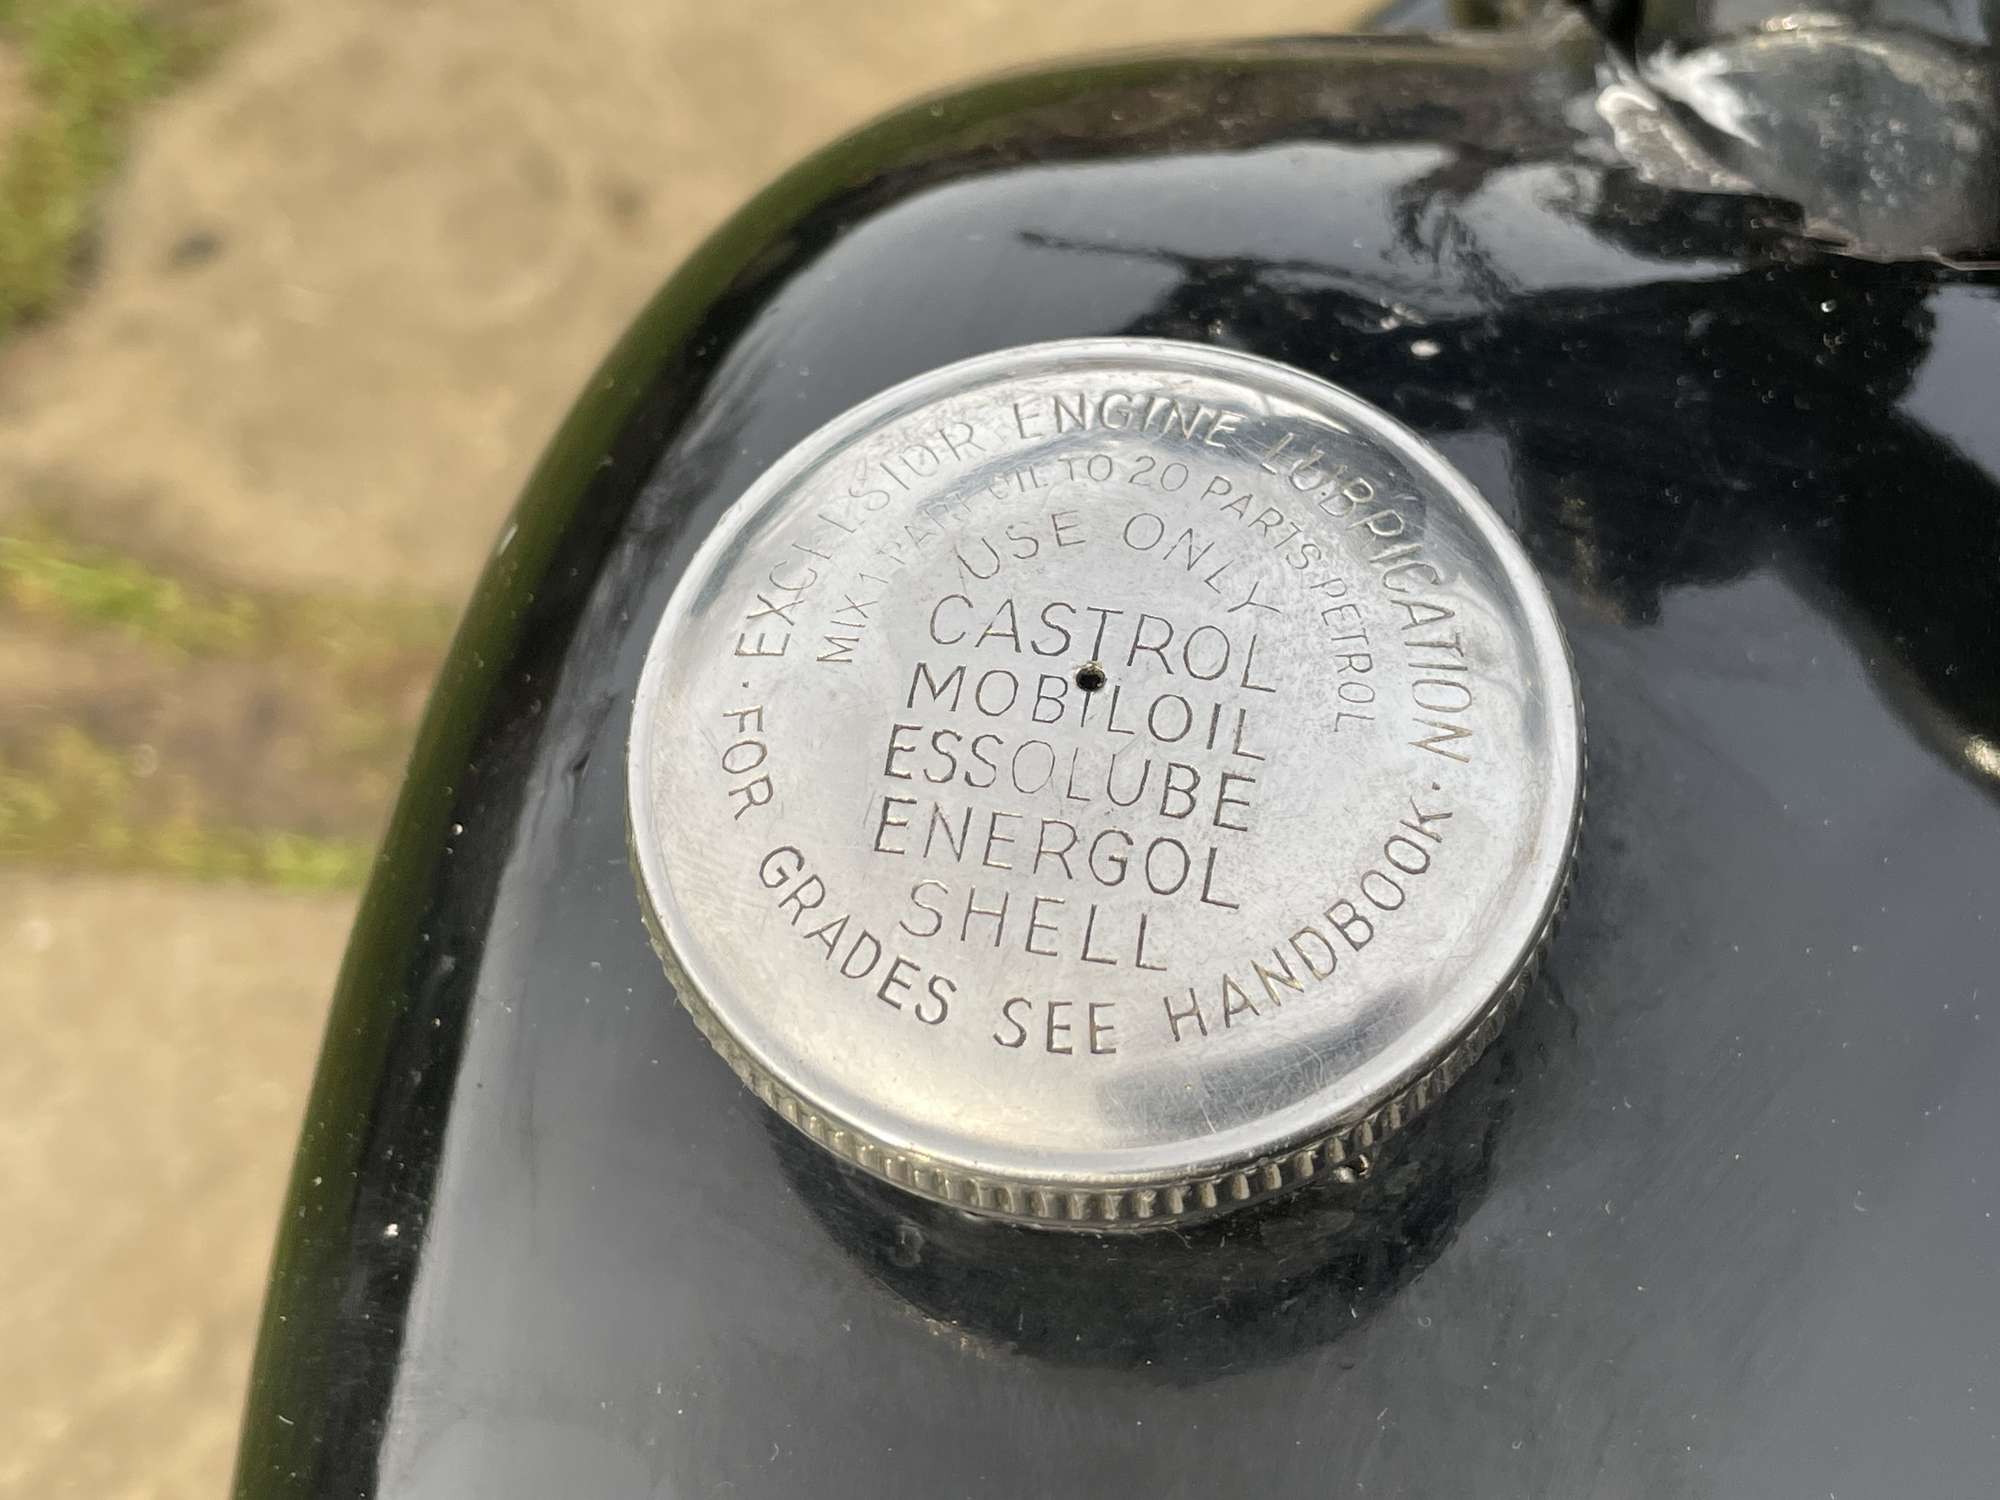 · EXCELSIOR ENGINE LUBRICATION ·
MIX 1 PART OIL TO 20 PARTS PETROL
USE ONLY
CASTROL
MOBILOIL
ESSOLUBE
ENERGOL
SHELL
FOR GRADES SEE HANDBOOK